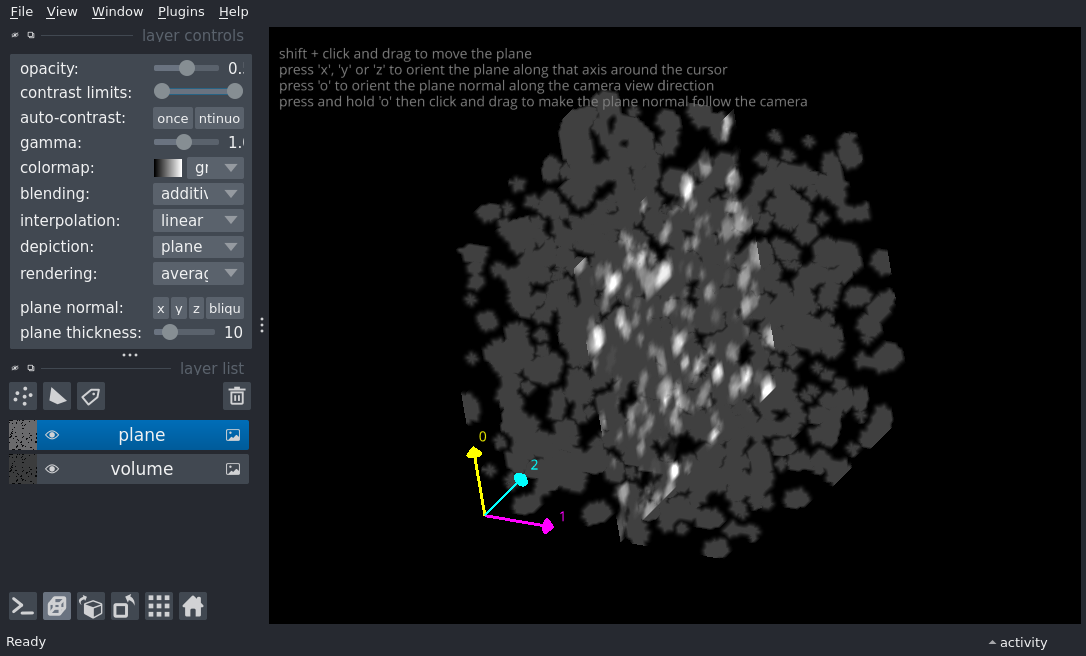 File View Window Plugins Help
layer controls
opacity: 0.
contrast limits:
auto-contrast: once ntinuo
gamma: 1.
colormap: gr
blending: additiv
interpolation: linear
depiction: plane
rendering: averag
plane normal: x y z bliqu
plane thickness: 10
layer list
plane
volume
shift + click and drag to move the plane
press 'x', 'y' or 'z' to orient the plane along that axis around the cursor
press 'o' to orient the plane normal along the camera view direction
press and hold 'o' then click and drag to make the plane normal follow the camera
0
2
1
Ready
activity